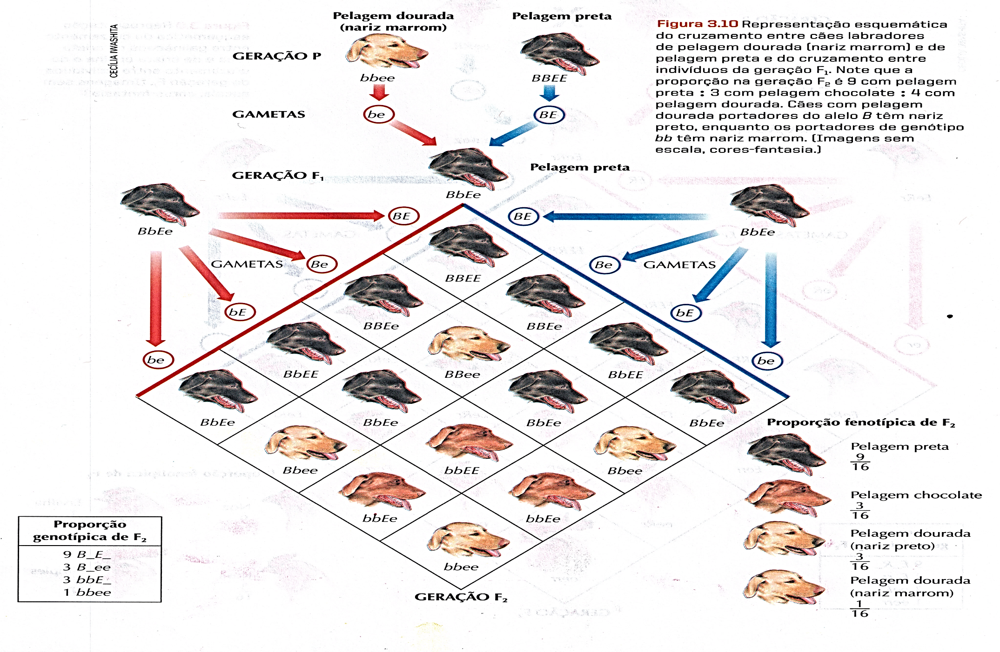 Pelagem dourada
(nariz marrom)
Pelagem preta
Figura 3.10 Representação esquemática
do cruzamento entre cães labradores
de pelagem dourada (nariz marrom) e de
pelagem preta e do cruzamento entre
indivíduos da geração F₁. Note que a
proporção na geração F₂ é 9 com pelagem
preta : 3 com pelagem chocolate : 4 com
pelagem dourada. Cães com pelagem
dourada portadores do alelo B têm nariz
preto, enquanto os portadores de genótipo
bb têm nariz marrom. (Imagens sem
escala, cores-fantasia.)
CECÍLIA IWASHITA
GERAÇÃO P
bbee
BBEE
GAMETAS
be
BE
GERAÇÃO F₁
Pelagem preta
BbEe
BbEe
BbEe
BE
BE
GAMETAS
Be
Be
GAMETAS
bE
bE
be
be
BBEE
BBEe
BBEe
BbEE
BBee
BbEE
BbEe
BbEe
BbEe
BbEe
Bbee
bbEE
Bbee
bbEe
bbEe
bbee
GERAÇÃO F₂
Proporção fenotípica de F₂
Pelagem preta
9
16
Pelagem chocolate
3
16
Pelagem dourada
(nariz preto)
3
16
Pelagem dourada
(nariz marrom)
1
16
Proporção
genotípica de F₂
9 B_E_
3 B_ee
3 bbE_
1 bbee